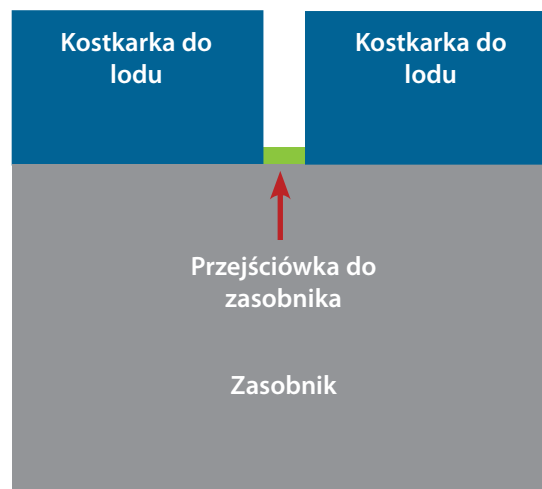 Kostkarka do
lodu
Kostkarka do
lodu
Przejściówka do
zasobnika
Zasobnik